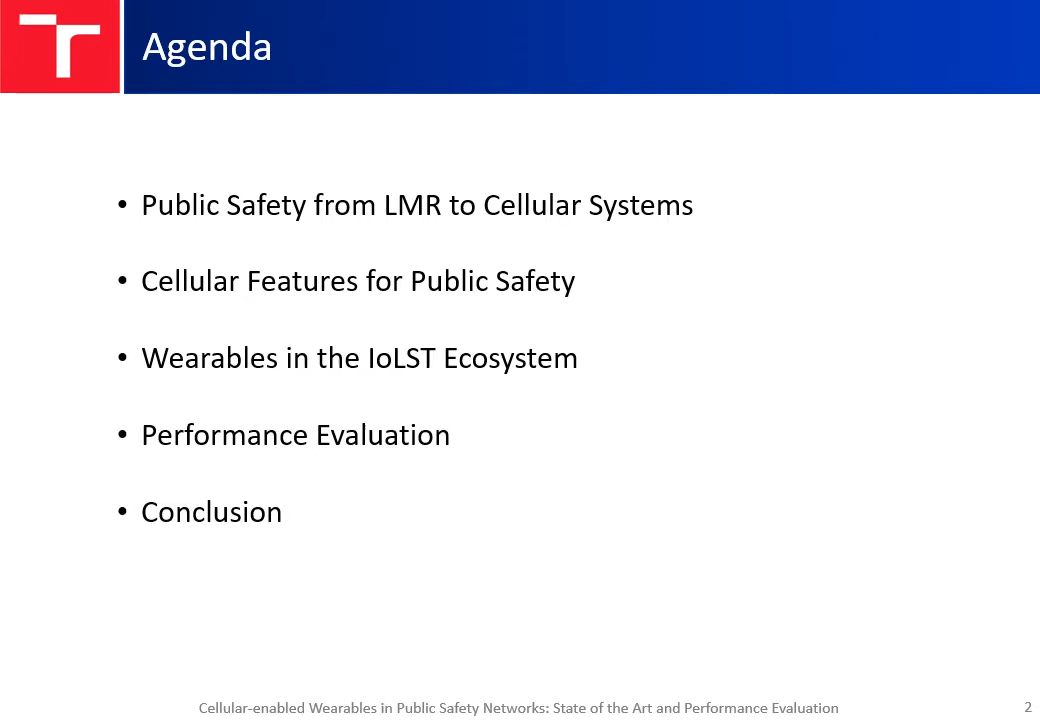 Agenda
• Public Safety from LMR to Cellular Systems
• Cellular Features for Public Safety
• Wearables in the IoLST Ecosystem
• Performance Evaluation
• Conclusion
Cellular-enabled Wearables in Public Safety Networks: State of the Art and Performance Evaluation
2